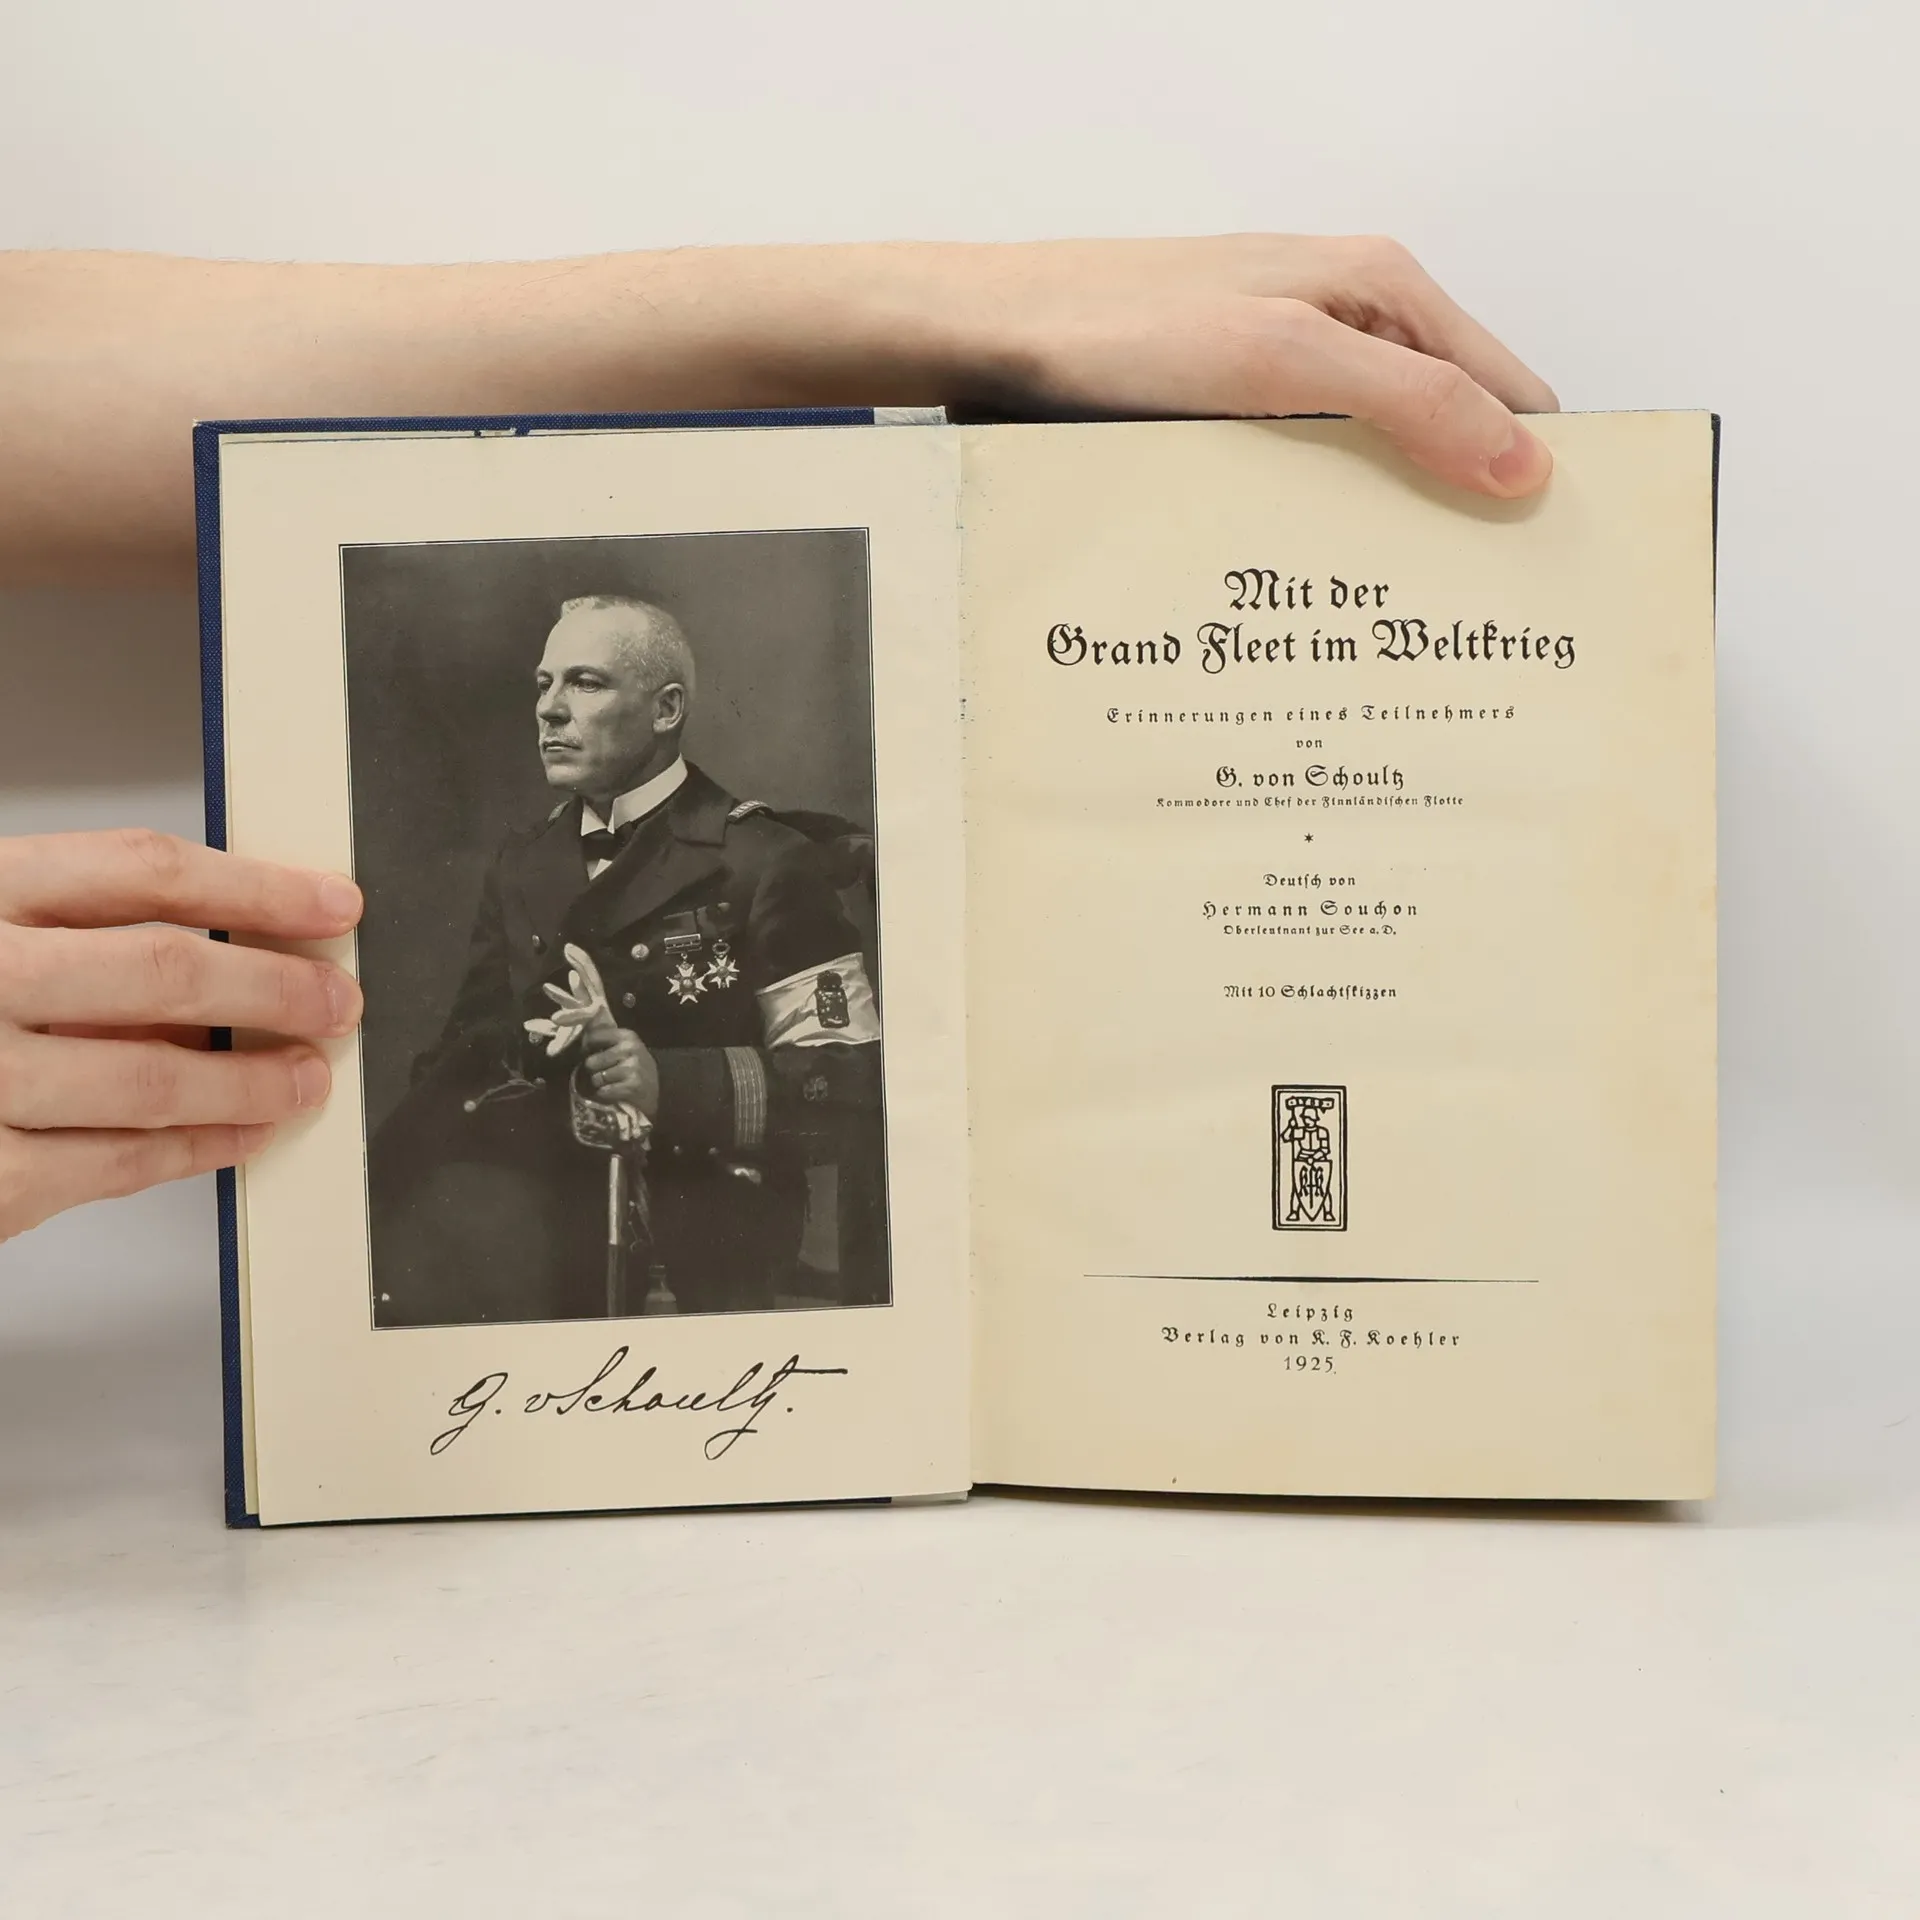 G. v Schoultz.
Mit der
Grand Fleet im Weltkrieg
Erinnerungen eines Teilnehmers
von
G. von Schoultz
Kommodore und Chef der Finnländischen Flotte
*
Deutsch von
Hermann Souchon
Oberleutnant zur See a. D.
Mit 10 Schlachtskizzen
Leipzig
Verlag von K. F. Koehler
1925